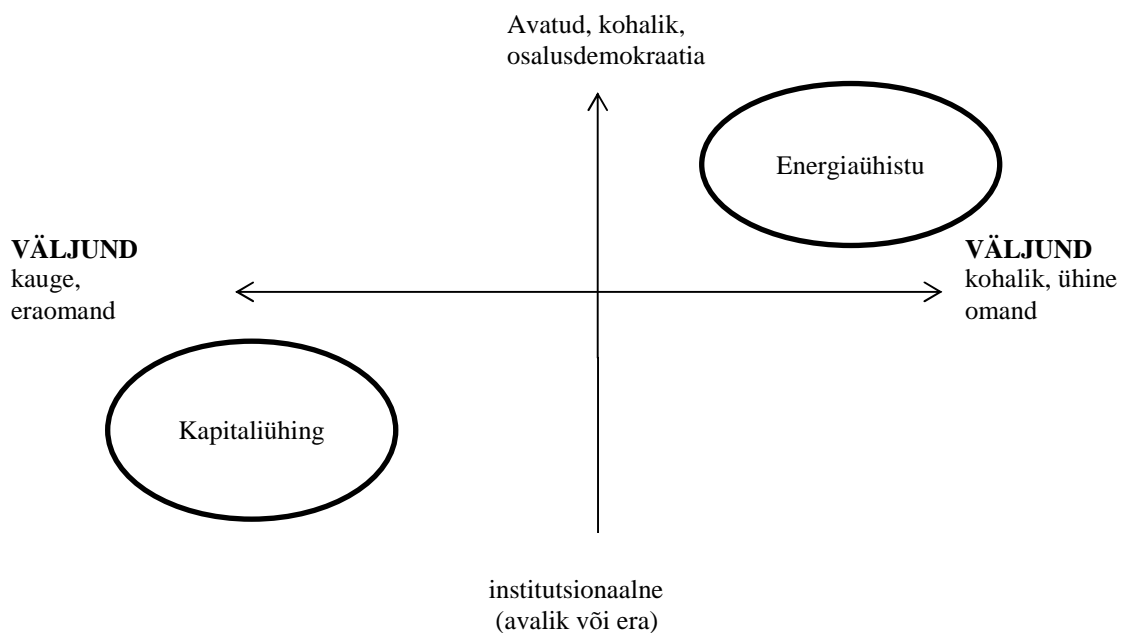 Avatud, kohalik,
osalusdemokraatia
Energiaühistu
VÄLJUND
kauge,
eraomand
VÄLJUND
kohalik, ühine
omand
Kapitaliühing
institutsionaalne
(avalik või era)